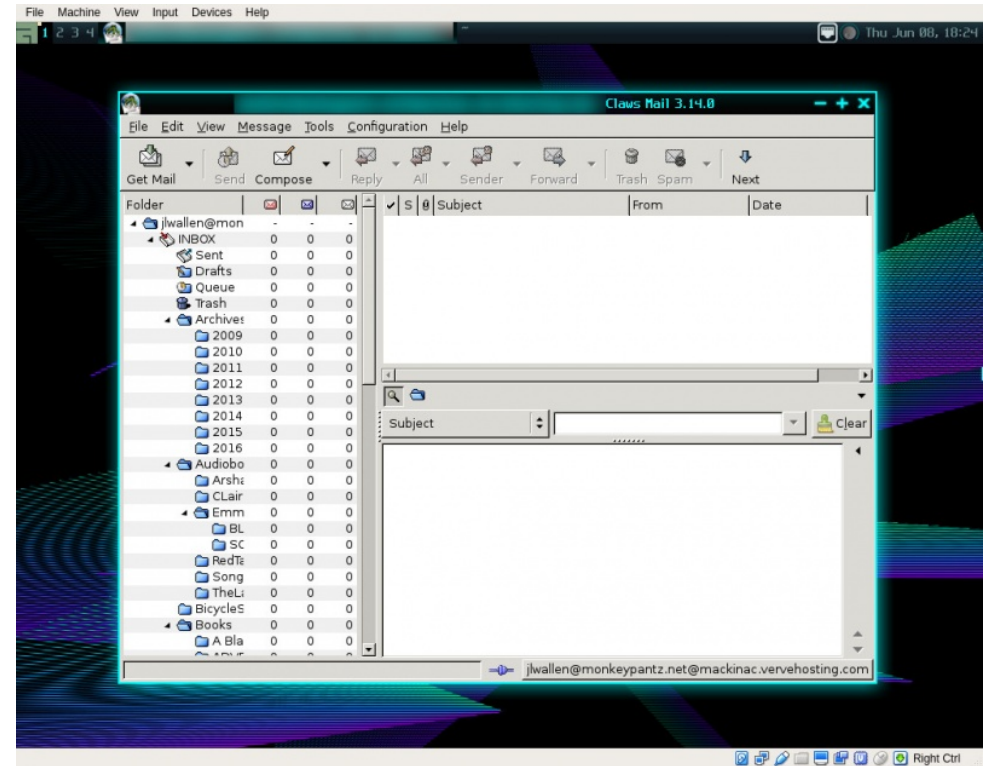 File Machine View Input Devices Help
1 2 3 4 Thu Jun 08, 18:24
Claws Mail 3.14.0
File Edit View Message Tools Configuration Help
Get Mail Send Compose Reply All Sender Forward Trash Spam Next
Folder S Subject From Date
jlwallen@mon - - -
INBOX 0 0 0
Sent 0 0 0
Drafts 0 0 0
Queue 0 0 0
Trash 0 0 0
Archives 0 0 0
2009 0 0 0
2010 0 0 0
2011 0 0 0
2012 0 0 0
2013 0 0 0
2014 0 0 0
2015 0 0 0
2016 0 0 0
Audiobo 0 0 0
Arsha 0 0 0
CLair 0 0 0
Emm 0 0 0
BL 0 0 0
SC 0 0 0
RedTa 0 0 0
Song 0 0 0
TheLa 0 0 0
BicycleS 0 0 0
Books 0 0 0
A Bla 0 0 0
Subject Clear
jlwallen@monkeypantz.net@mackinac.vervehosting.com
Right Ctrl